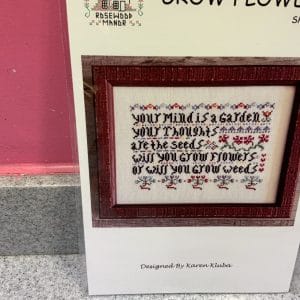 ROSEWOOD
MANOR
GROW FLOWE
your Mind is a Garden
your Thoughts
are the seeds
will you Grow Flowers
or will you Grow weeds
Designed By Karen Kluba